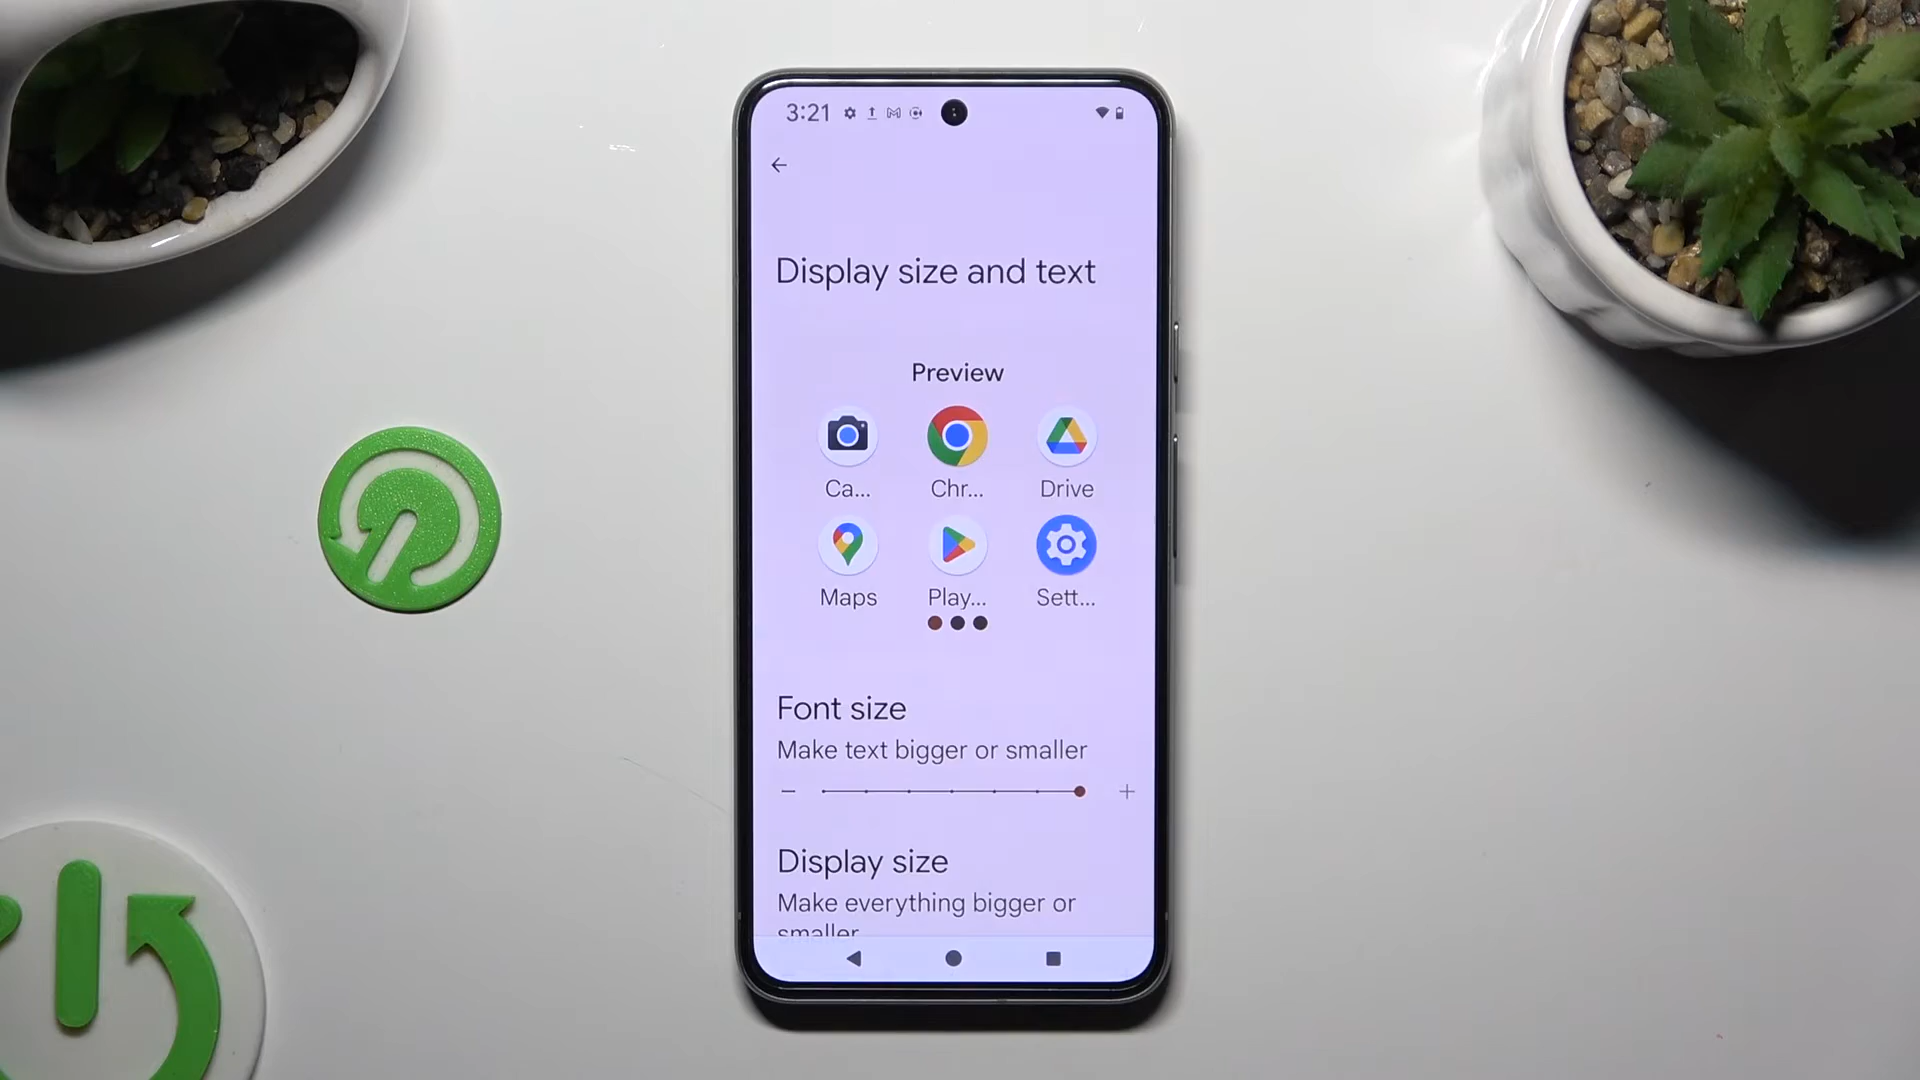 3:21
Display size and text
Preview
Ca...
Chr...
Drive
Maps
Play...
Sett...
Font size
Make text bigger or smaller
Display size
Make everything bigger or
smaller